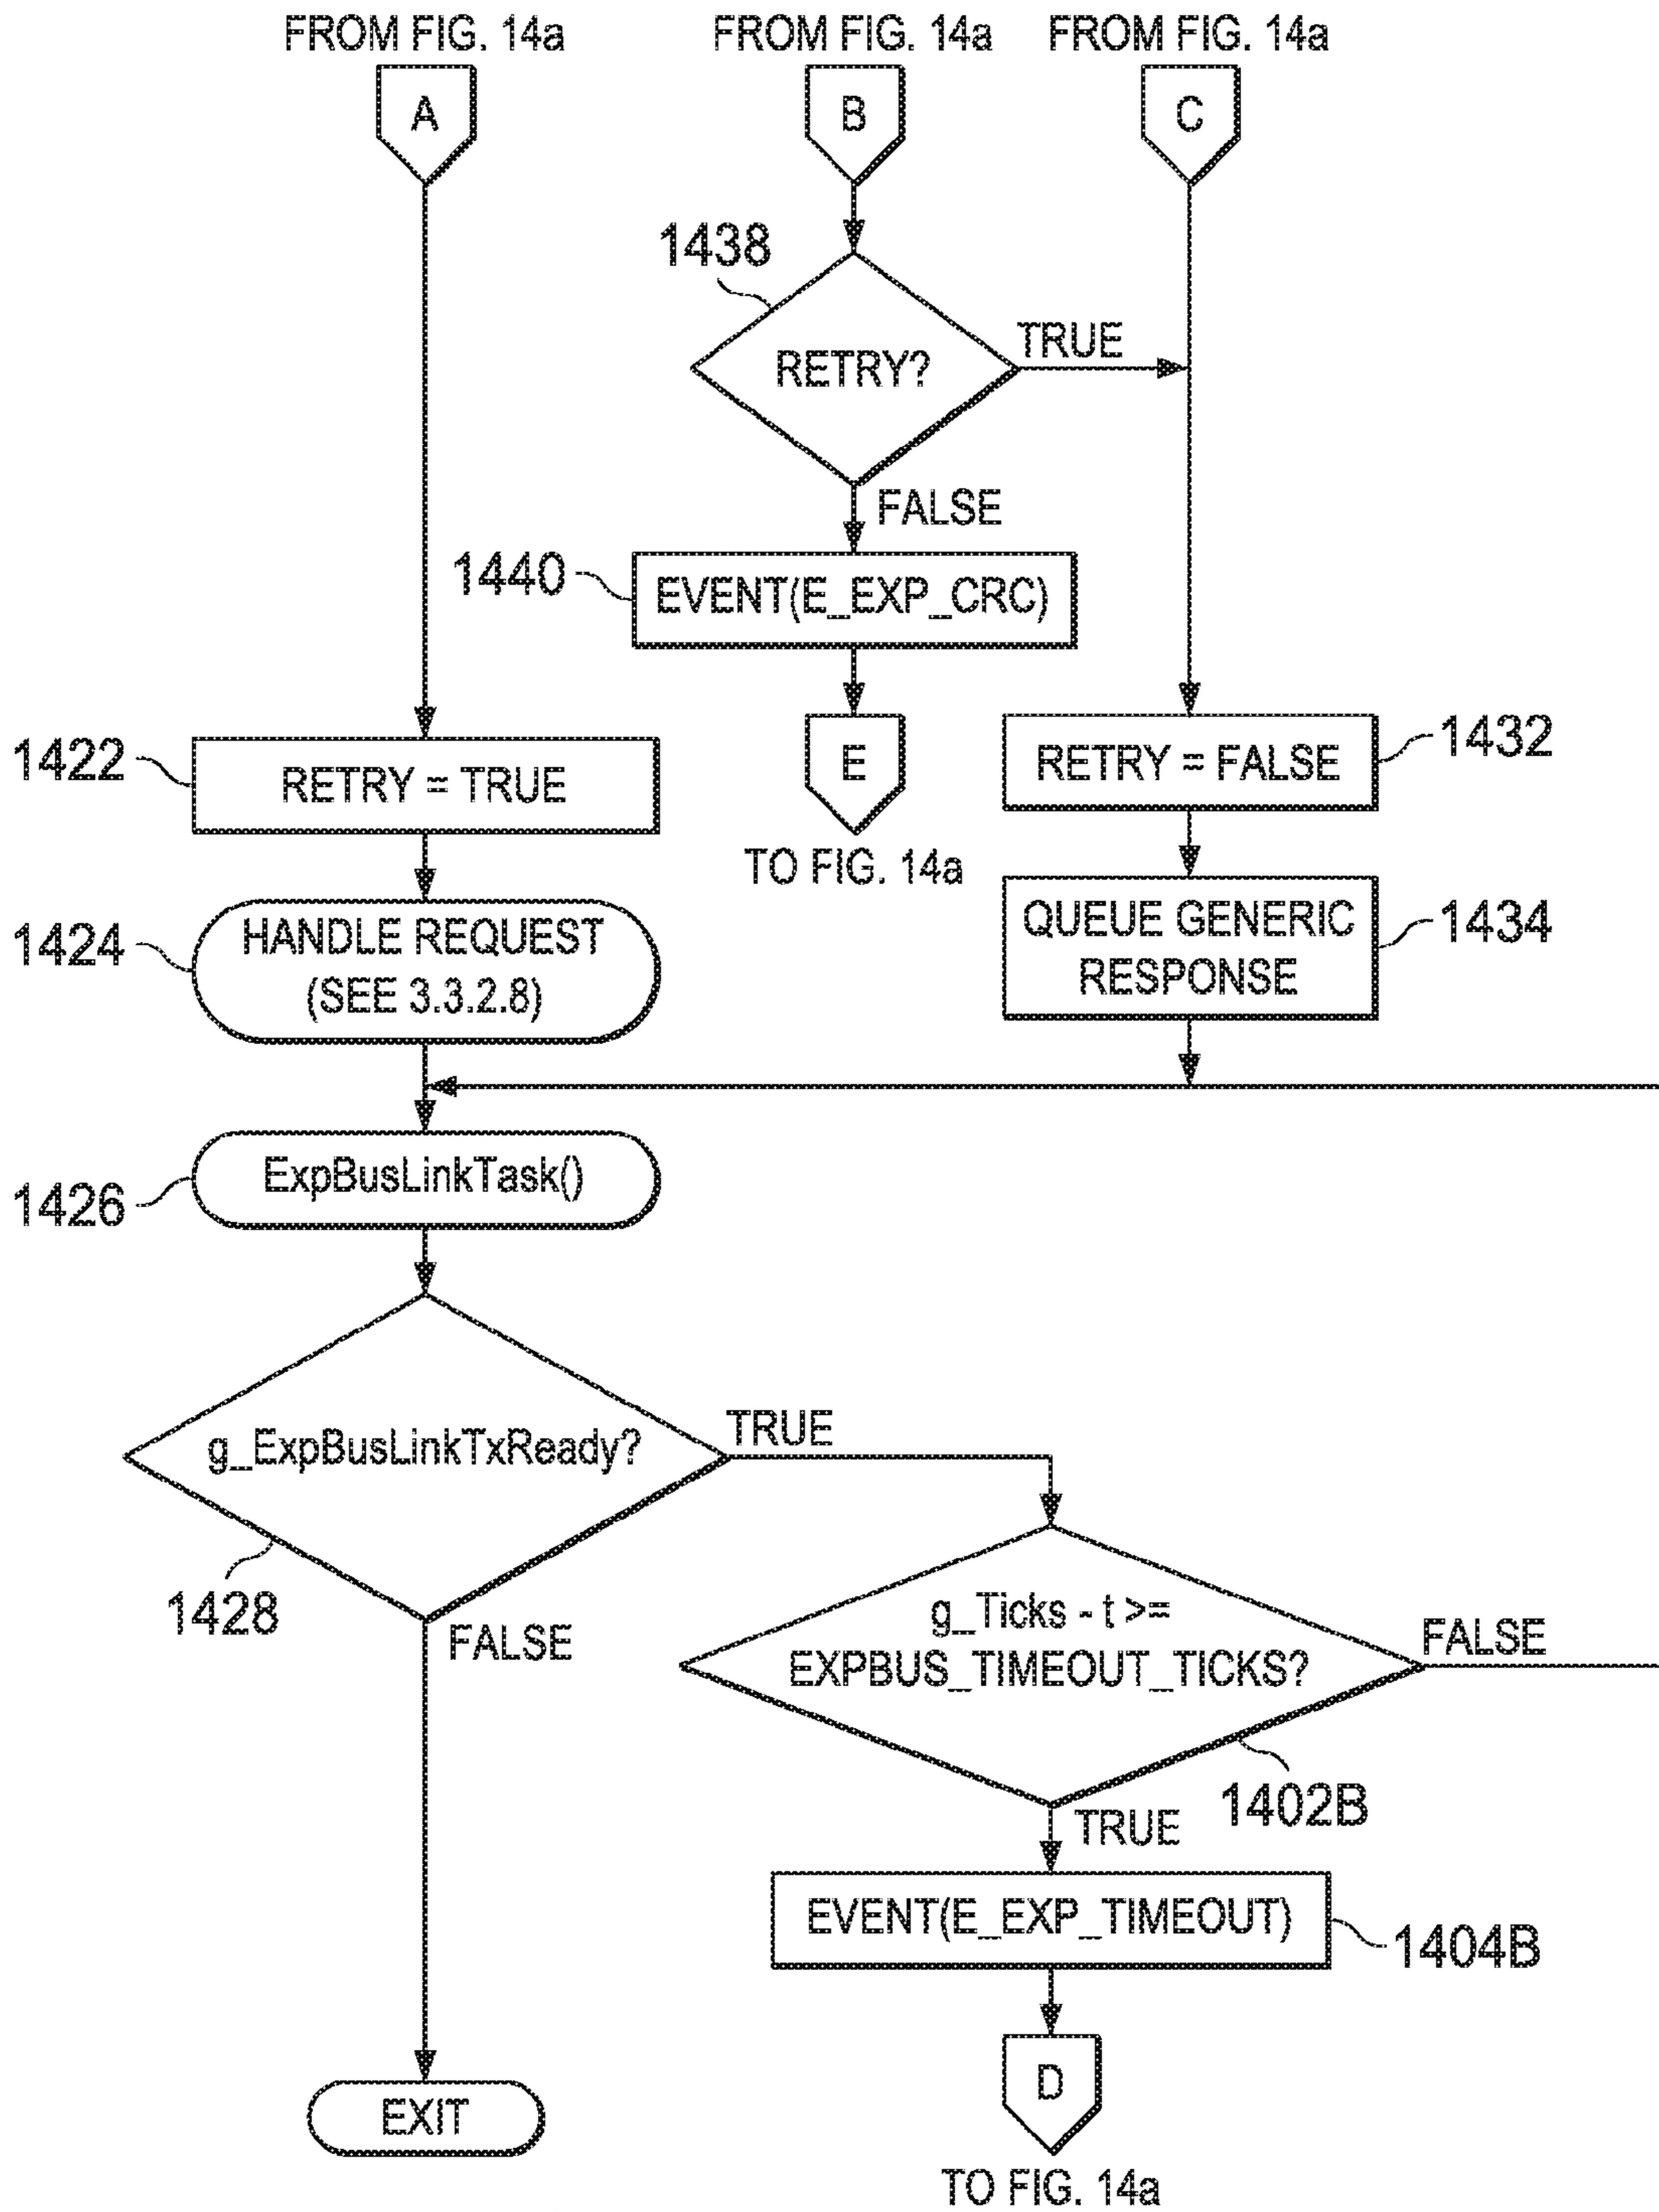 FROM FIG. 14a
FROM FIG. 14a
FROM FIG. 14a
A
B
C
1438
RETRY?
TRUE
FALSE
1440
EVENT(E_EXP_CRC)
1422
RETRY = TRUE
E
RETRY = FALSE
1432
TO FIG. 14a
1424
HANDLE REQUEST
(SEE 3.3.2.8)
QUEUE GENERIC
RESPONSE
1434
1426
ExpBusLinkTask()
g_ExpBusLinkTxReady?
TRUE
1428
FALSE
g_Ticks - t >=
EXPBUS_TIMEOUT_TICKS?
FALSE
1402B
TRUE
EVENT(E_EXP_TIMEOUT)
1404B
D
EXIT
TO FIG. 14a